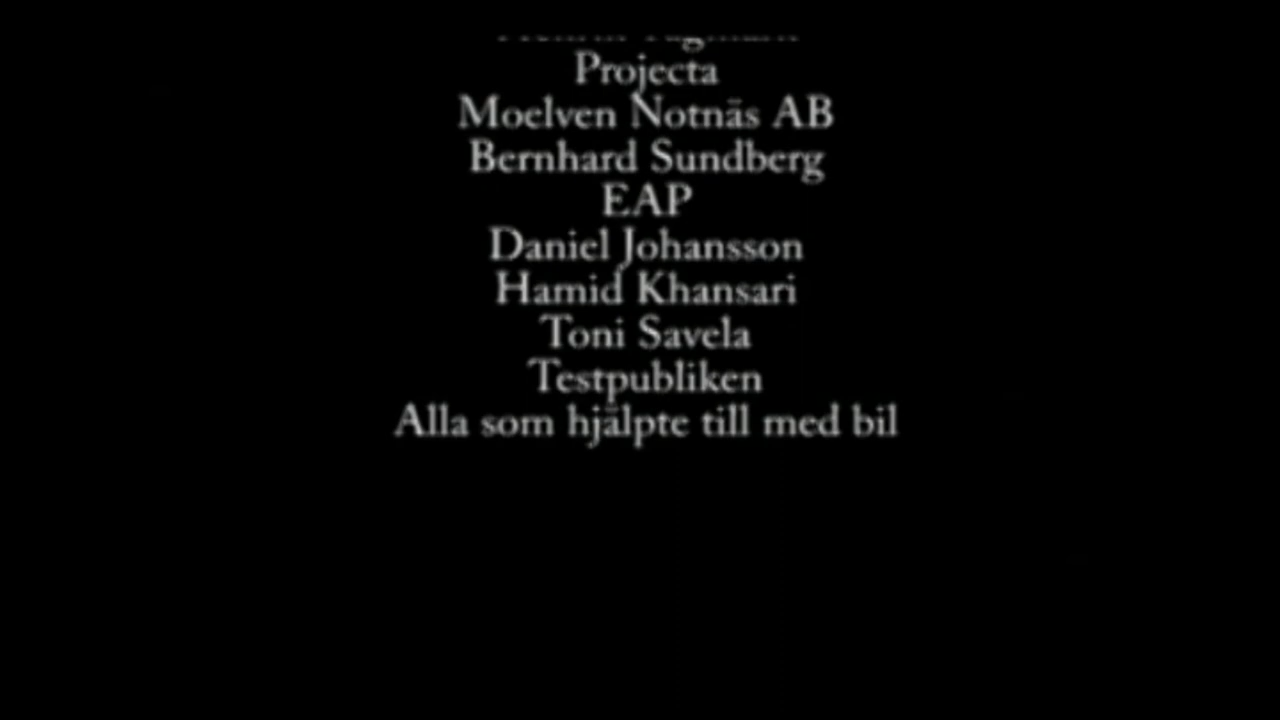 Projecta
Moelven Notnäs AB
Bernhard Sundberg
EAP
Daniel Johansson
Hamid Khansari
Toni Savela
Testpubliken
Alla som hjälpte till med bil